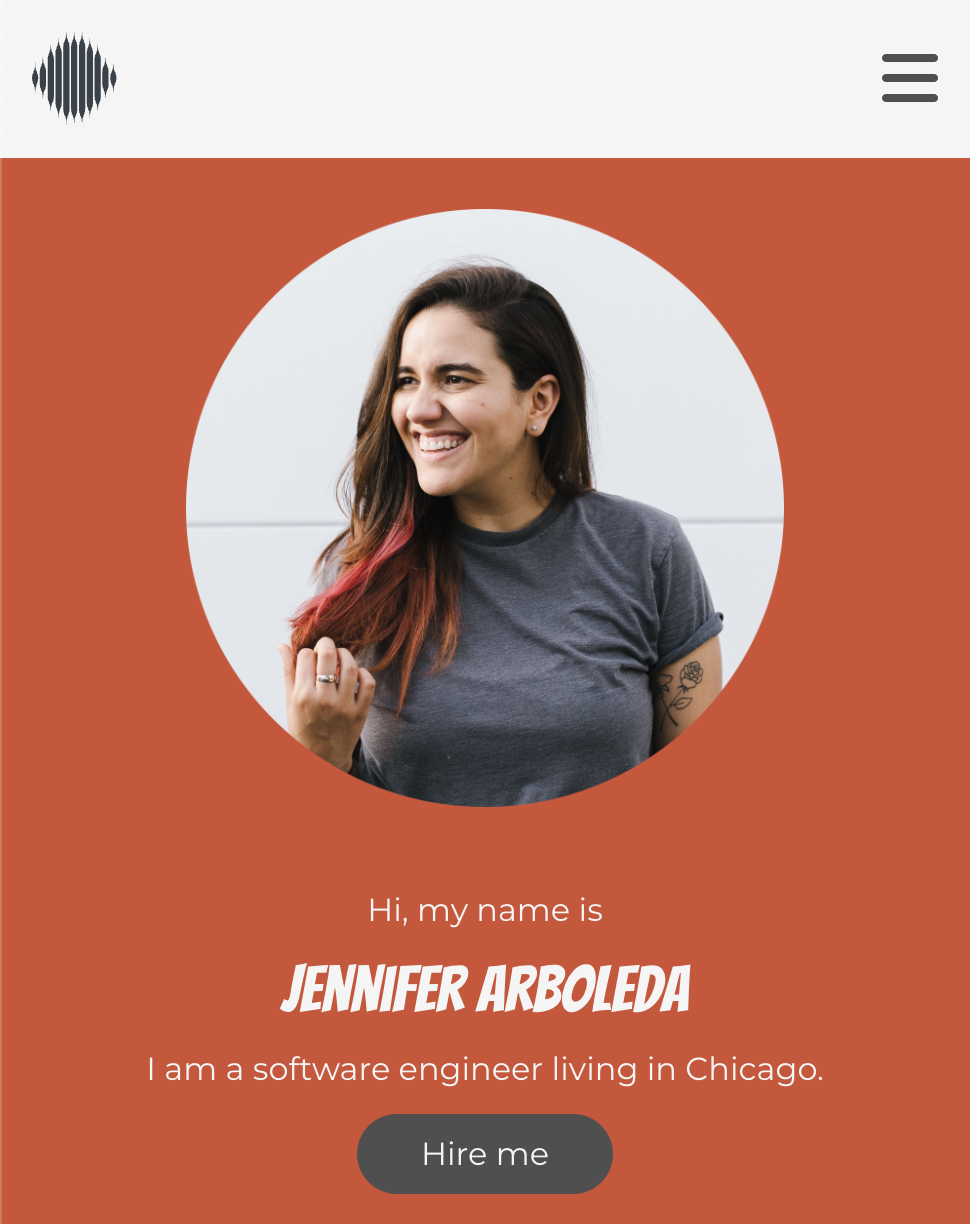 Hi, my name is
JENNIFER ARBOLEDA
I am a software engineer living in Chicago.
Hire me